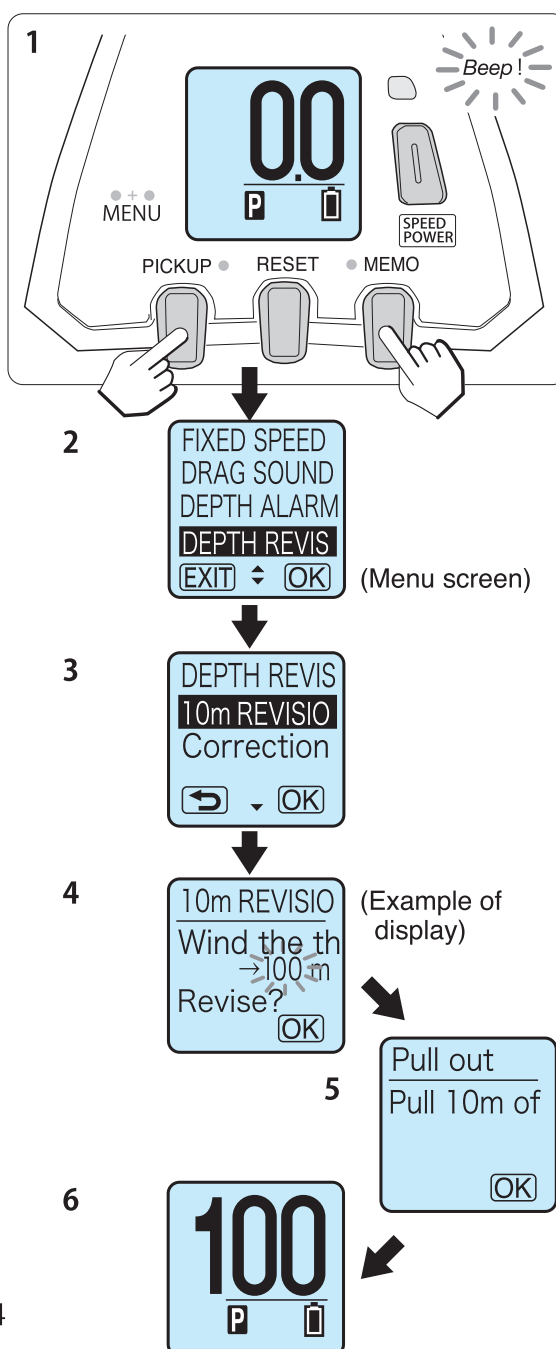 1
Beep!
0.0
P
MENU
SPEED
POWER
PICKUP RESET MEMO
2
FIXED SPEED
DRAG SOUND
DEPTH ALARM
DEPTH REVIS
EXIT OK
(Menu screen)
3
DEPTH REVIS
10m REVISIO
Correction
OK
4
10m REVISIO
Wind the th
→100 m
Revise?
OK
(Example of
display)
5
Pull out
Pull 10m of
OK
6
100
P